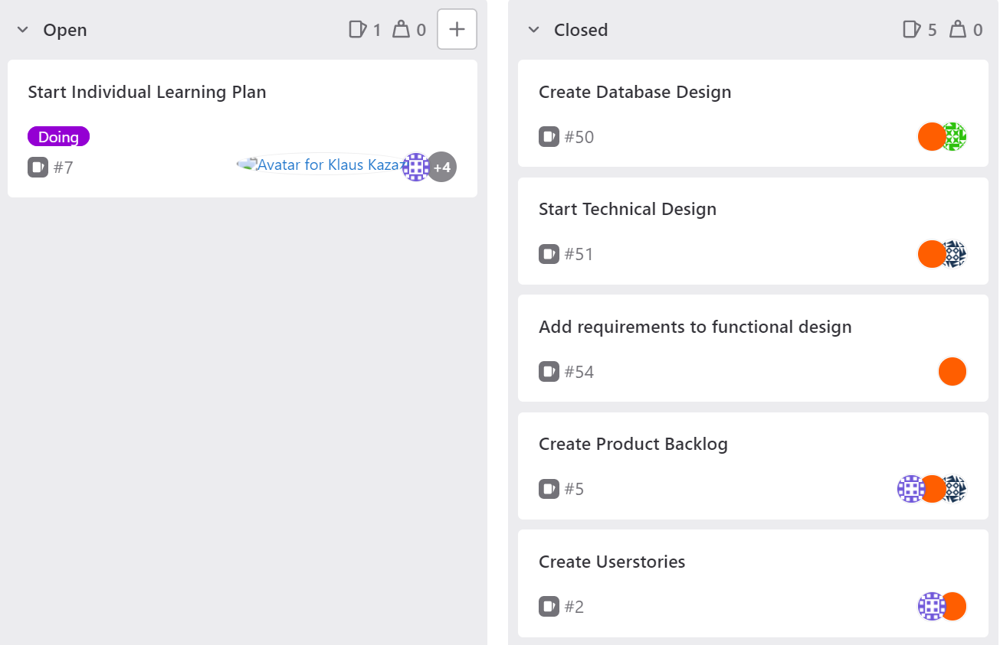 Open 1 0
Start Individual Learning Plan
Doing
#7 Avatar for Klaus Kaza +4
Closed 5 0
Create Database Design
#50
Start Technical Design
#51
Add requirements to functional design
#54
Create Product Backlog
#5
Create Userstories
#2